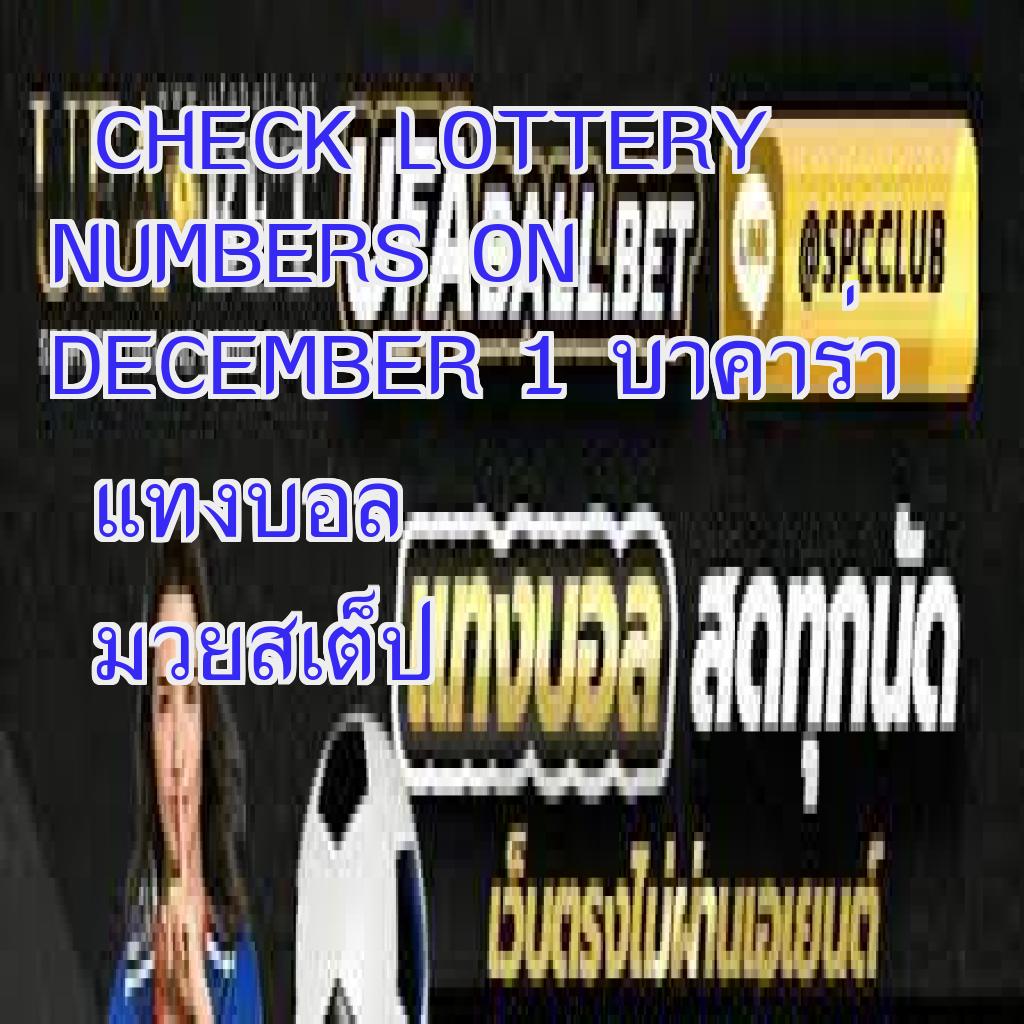 CHECK LOTTERY
NUMBERS ON
DECEMBER 1 บาคาร่า
แทงบอล
มวยสเต็ป
UFABALL.BET
LINE
@SPCCLUB
แทงบอล สดทุกนัด
เว็บตรงไม่ผ่านเอเยนต์